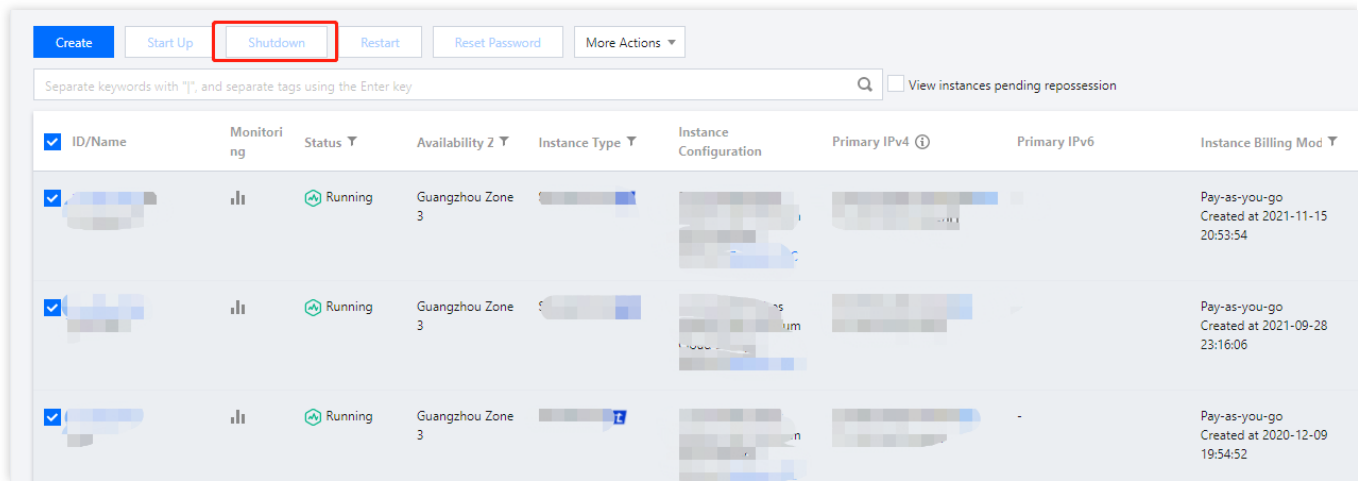 Create
Start Up
Shutdown
Restart
Reset Password
More Actions
Separate keywords with "|", and separate tags using the Enter key
View instances pending repossession
ID/Name
Monitori
ng
Status
Availability Z
Instance Type
Instance
Configuration
Primary IPv4
Primary IPv6
Instance Billing Mod
Running
Guangzhou Zone
3
Pay-as-you-go
Created at 2021-11-15
20:53:54
Running
Guangzhou Zone
3
Pay-as-you-go
Created at 2021-09-28
23:16:06
Running
Guangzhou Zone
3
-
Pay-as-you-go
Created at 2020-12-09
19:54:52